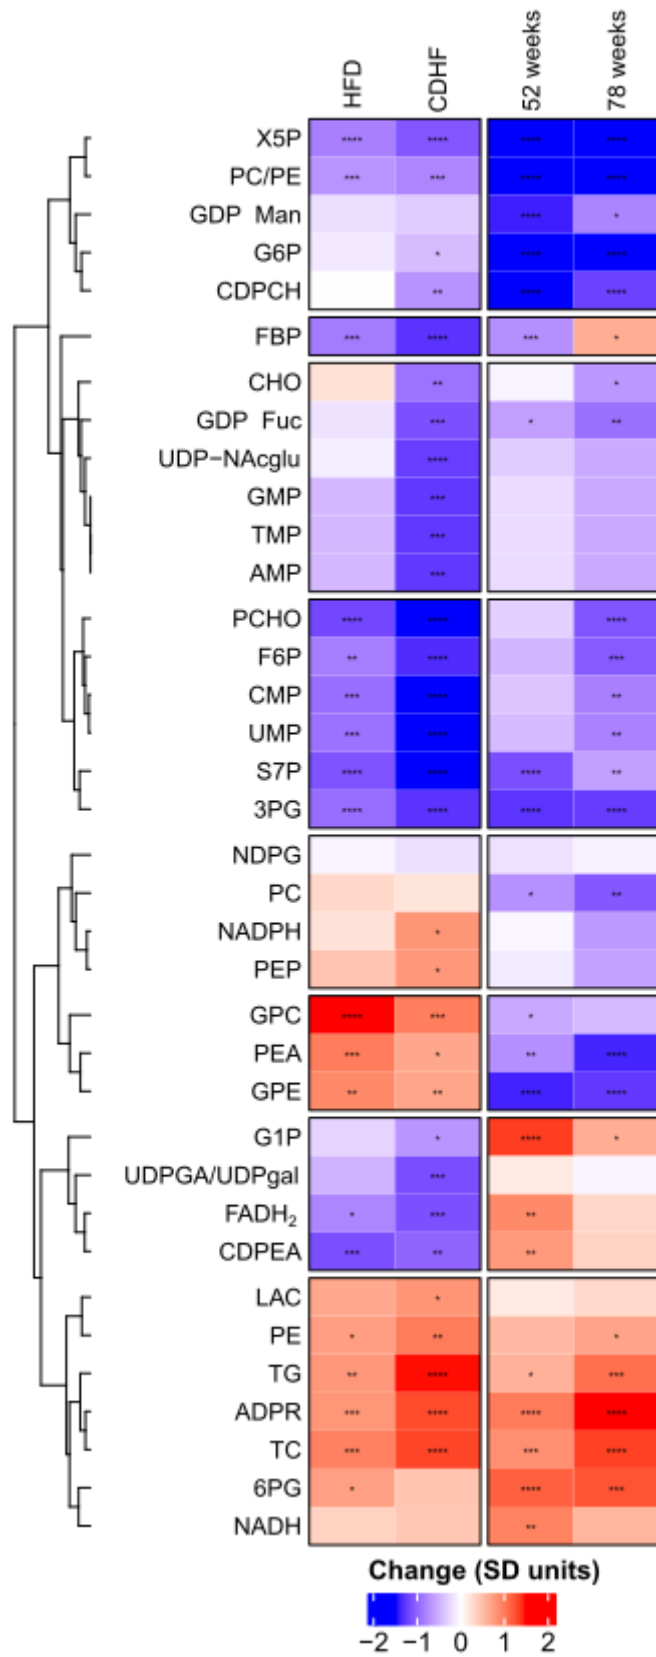 HFD CDHF 52 weeks 78 weeks
X5P **** **** **** ****
PC/PE *** *** **** ****
GDP Man **** *
G6P * **** ****
CDPCH ** **** ****
FBP *** **** *** *
CHO ** *
GDP Fuc *** * **
UDP−NAcglu ****
GMP ***
TMP ***
AMP ***
PCHO **** **** ****
F6P ** **** ***
CMP *** **** **
UMP *** **** **
S7P **** **** **** **
3PG **** **** **** ****
NDPG
PC * **
NADPH *
PEP *
GPC **** *** *
PEA *** * ** ****
GPE ** ** **** ****
G1P * **** *
UDPGA/UDPgal ***
FADH₂ * *** **
CDPEA *** ** **
LAC *
PE * ** *
TG ** **** * ***
ADPR *** **** **** ****
TC *** **** *** ****
6PG * **** ***
NADH **
Change (SD units)
−2 −1 0 1 2